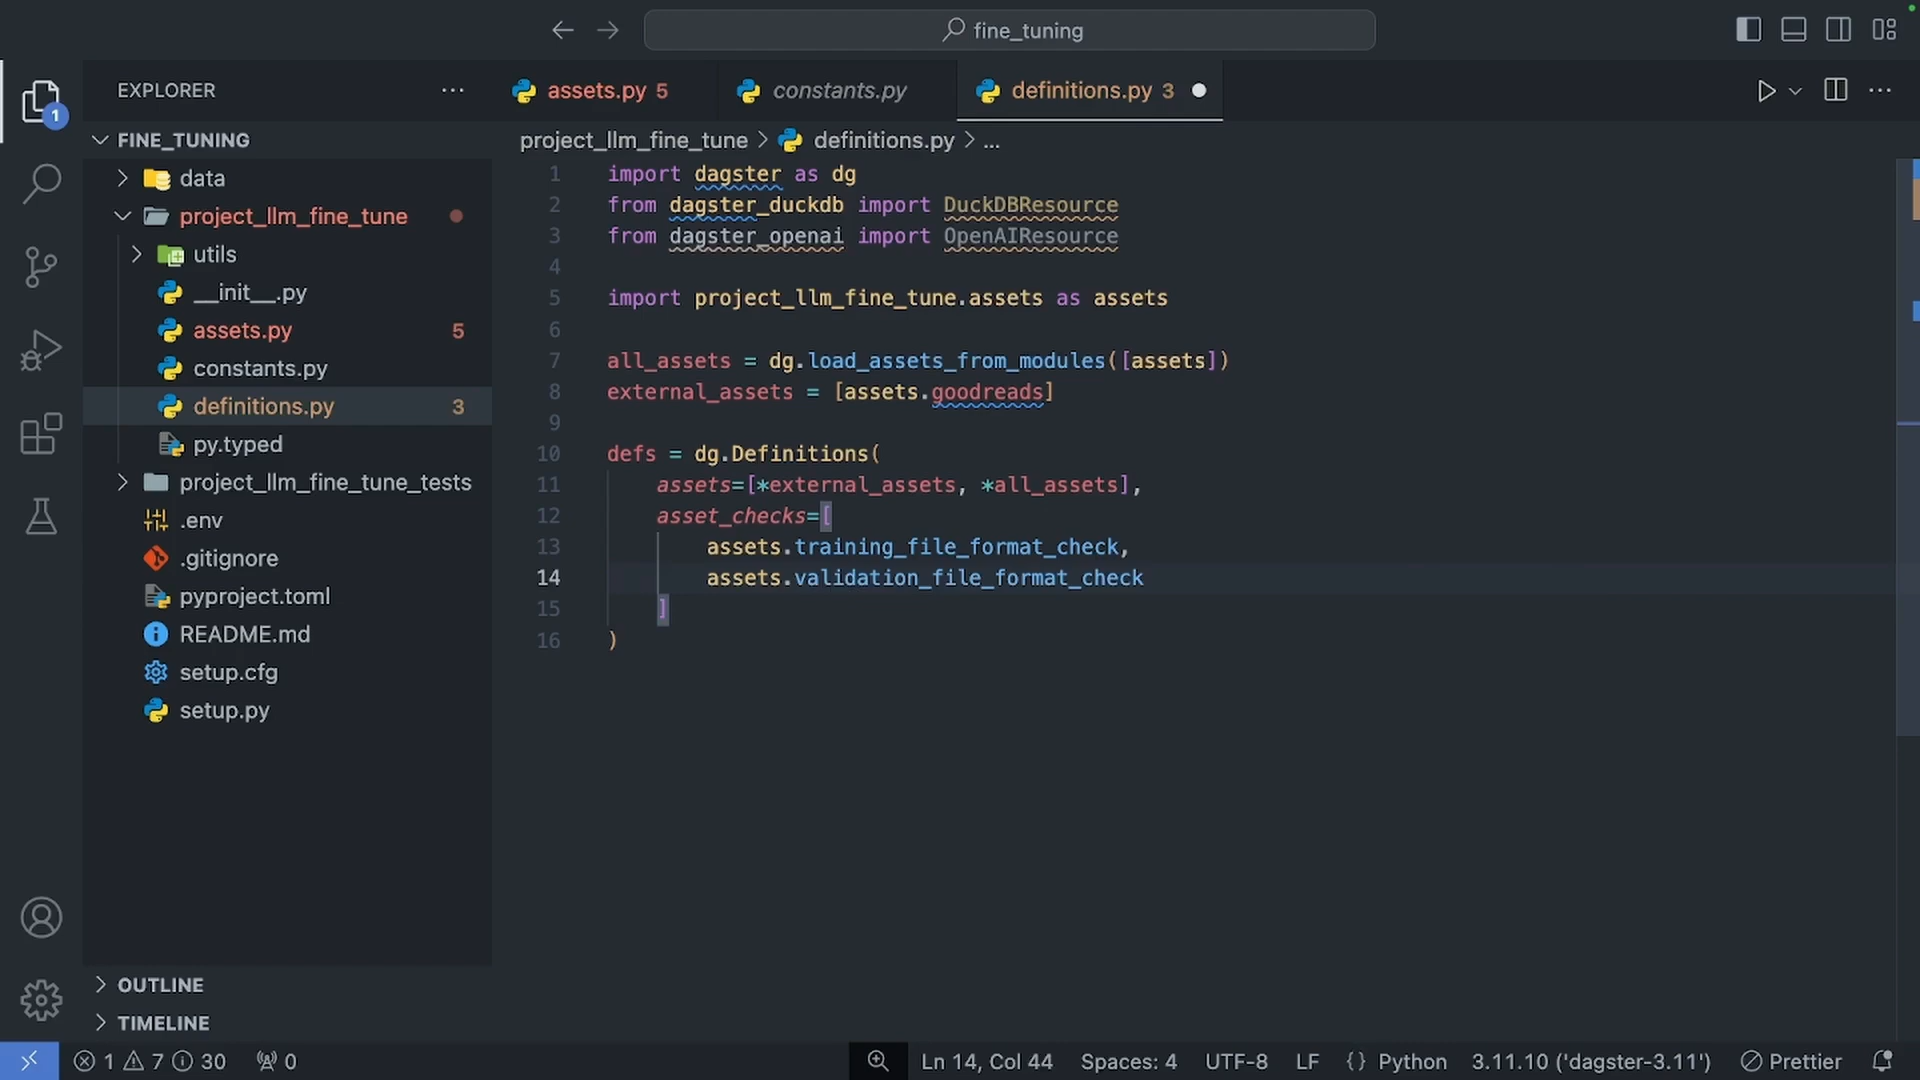 fine_tuning
EXPLORER
assets.py 5
constants.py
definitions.py 3
1
FINE_TUNING
data
project_llm_fine_tune
utils
__init__.py
assets.py 5
constants.py
definitions.py 3
py.typed
project_llm_fine_tune_tests
.env
.gitignore
pyproject.toml
README.md
setup.cfg
setup.py
OUTLINE
TIMELINE
project_llm_fine_tune > definitions.py > ...
1 import dagster as dg
2 from dagster_duckdb import DuckDBResource
3 from dagster_openai import OpenAIResource
4
5 import project_llm_fine_tune.assets as assets
6
7 all_assets = dg.load_assets_from_modules([assets])
8 external_assets = [assets.goodreads]
9
10 defs = dg.Definitions(
11 assets=[*external_assets, *all_assets],
12 asset_checks=[
13 assets.training_file_format_check,
14 assets.validation_file_format_check
15 ]
16 )
1 7 30 0 Ln 14, Col 44 Spaces: 4 UTF-8 LF {} Python 3.11.10 ('dagster-3.11') Prettier